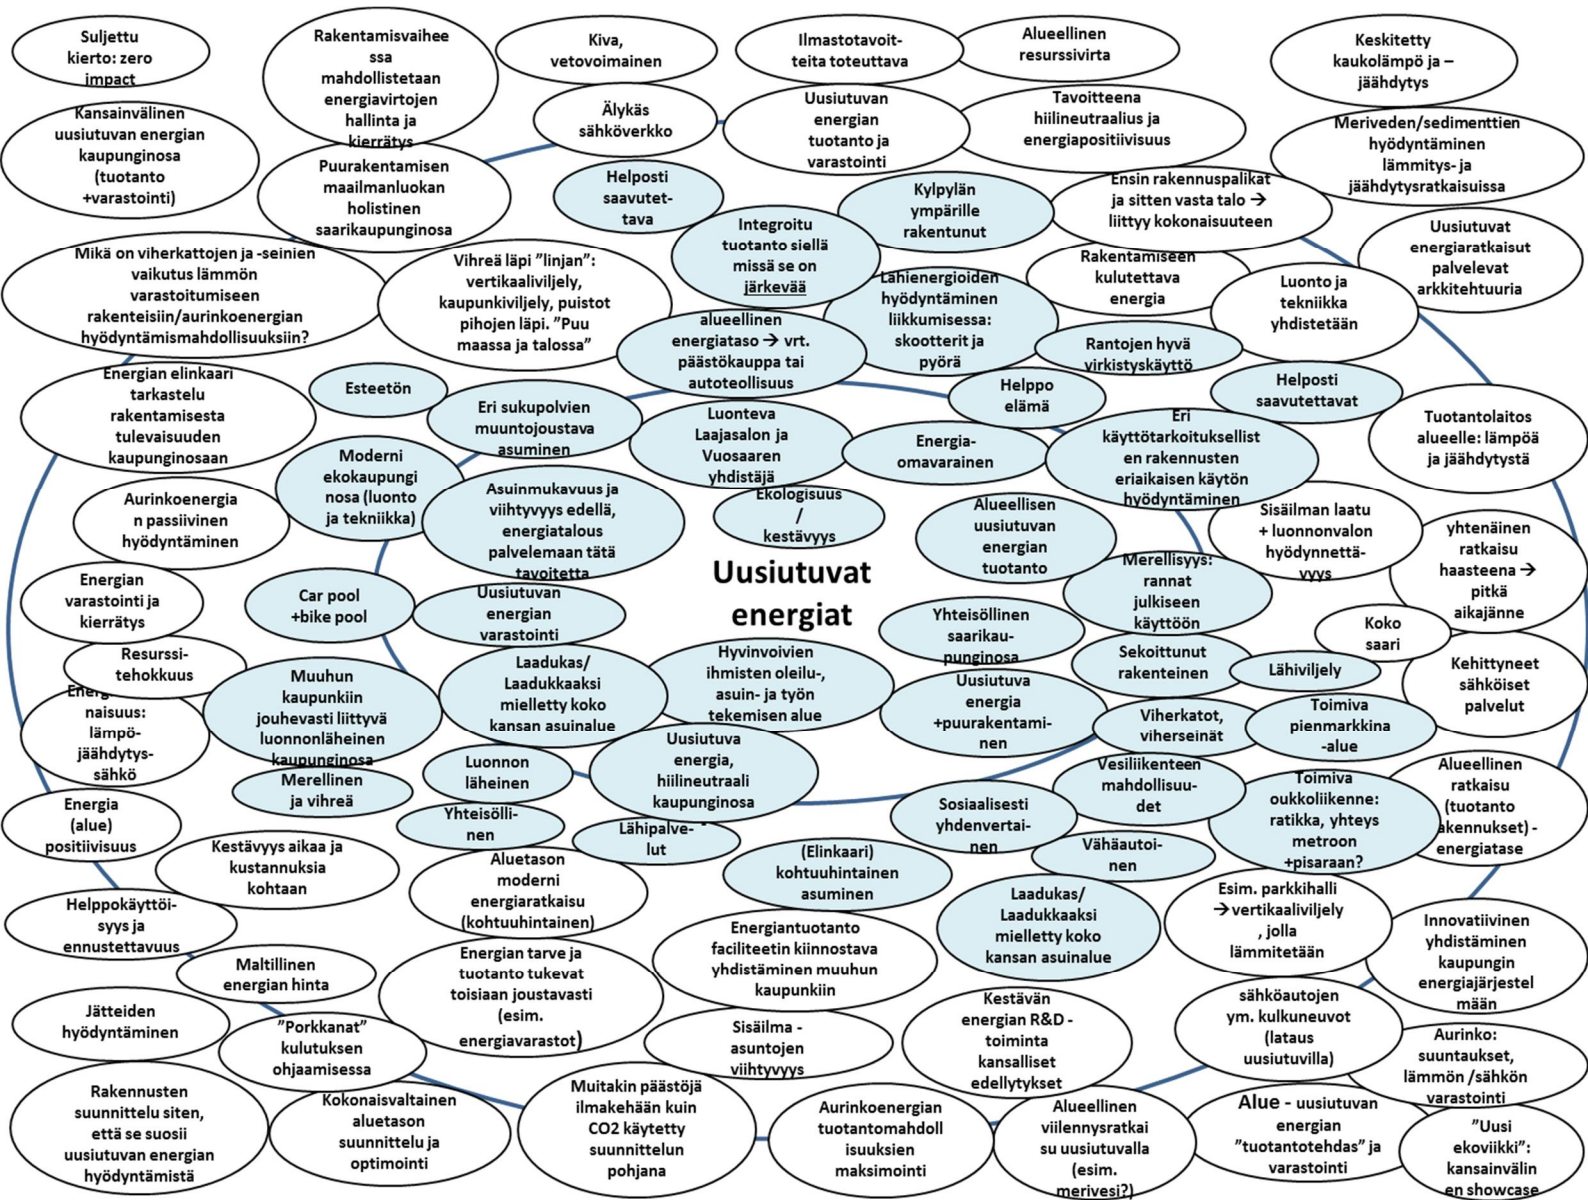 Suljettu
kierto: zero
impact
Rakentamisvaihee
ssa
mahdollistetaan
energiavirtojen
hallinta ja
kierrätys
Kiva,
vetovoimainen
Ilmastotavoit-
teita toteuttava
Alueellinen
resurssivirta
Keskitetty
kaukolämpö ja –
jäähdytys
Kansainvälinen
uusiutuvan energian
kaupunginosa
(tuotanto
+varastointi)
Älykäs
sähköverkko
Uusiutuvan
energian
tuotanto ja
varastointi
Tavoitteena
hiilineutraalius ja
energiapositiivisuus
Meriveden/sedimenttien
hyödyntäminen
lämmitys- ja
jäähdytysratkaisuissa
Puurakentamisen
maailmanluokan
holistinen
saarikaupunginosa
Helposti
saavutet-
tava
Kylpylän
ympärille
rakentunut
Ensin rakennuspalikat
ja sitten vasta talo →
liittyy kokonaisuuteen
Integroitu
tuotanto siellä
missä se on
järkevää
Uusiutuvat
energiaratkaisut
palvelevat
arkkitehtuuria
Mikä on viherkattojen ja -seinien
vaikutus lämmön
varastoitumiseen
rakenteisiin/aurinkoenergian
hyödyntämismahdollisuuksiin?
Vihreä läpi ”linjan”:
vertikaaliviljely,
kaupunkiviljely, puistot
pihojen läpi. ”Puu
maassa ja talossa”
Lähienergioiden
hyödyntäminen
liikkumisessa:
skootterit ja
pyörä
Rakentamiseen
kulutettava
energia
Luonto ja
tekniikka
yhdistetään
alueellinen
energiataso → vrt.
päästökauppa tai
autoteollisuus
Rantojen hyvä
virkistyskäyttö
Energian elinkaari
tarkastelu
rakentamisesta
tulevaisuuden
kaupunginosaan
Esteetön
Eri sukupolvien
muuntojoustava
asuminen
Luonteva
Laajasalon ja
Vuosaaren
yhdistäjä
Helppo
elämä
Helposti
saavutettavat
Energia-
omavarainen
Eri
käyttötarkoituksellist
en rakennusten
eriaikaisen käytön
hyödyntäminen
Tuotantolaitos
alueelle: lämpöä
ja jäähdytystä
Moderni
ekokaupungi
nosa (luonto
ja tekniikka)
Aurinkoenergia
n passiivinen
hyödyntäminen
Asuinmukavuus ja
viihtyvyys edellä,
energiatalous
palvelemaan tätä
tavoitetta
Ekologisuus
/
kestävyys
Alueellisen
uusiutuvan
energian
tuotanto
Sisäilman laatu
+ luonnonvalon
hyödynnettä-
vyys
yhtenäinen
ratkaisu
haasteena →
pitkä
aikajänne
Uusiutuvat
energiat
Merellisyys:
rannat
julkiseen
käyttöön
Energian
varastointi ja
kierrätys
Car pool
+bike pool
Uusiutuvan
energian
varastointi
Yhteisöllinen
saarikau-
punginosa
Koko
saari
Resurssi-
tehokkuus
Sekoittunut
rakenteinen
Lähiviljely
Kehittyneet
sähköiset
palvelut
Muuhun
kaupunkiin
jouhevasti liittyvä
luonnonläheinen
kaupunginosa
Laadukas/
Laadukkaaksi
mielletty koko
kansan asuinalue
Hyvinvoivien
ihmisten oleilu-,
asuin- ja työn
tekemisen alue
Uusiutuva
energia
+puurakentami-
nen
naisuus:
lämpö-
jäähdytys-
sähkö
Viherkatot,
viherseinät
Toimiva
pienmarkkina
-alue
Uusiutuva
energia,
hiilineutraali
kaupunginosa
Luonnon
läheinen
Merellinen
ja vihreä
Vesiliikenteen
mahdollisuu-
det
Toimiva
oukkoliikenne:
ratikka, yhteys
metroon
+pisaraan?
Alueellinen
ratkaisu
(tuotanto
akennukset) -
energiatase
Energia
(alue)
positiivisuus
Yhteisölli-
nen
Lähipalve-
lut
Sosiaalisesti
yhdenvertai-
nen
Kestävyys aikaa ja
kustannuksia
kohtaan
Aluetason
moderni
energiaratkaisu
(kohtuuhintainen)
(Elinkaari)
kohtuuhintainen
asuminen
Vähäautoi-
nen
Laadukas/
Laadukkaaksi
mielletty koko
kansan asuinalue
Esim. parkkihalli
→vertikaaliviljely
, jolla
lämmitetään
Helppokäyttöi-
syys ja
ennustettavuus
Energiantuotanto
faciliteetin kiinnostava
yhdistäminen muuhun
kaupunkiin
Innovatiivinen
yhdistäminen
kaupungin
energiajärjestel
mään
Maltillinen
energian hinta
Energian tarve ja
tuotanto tukevat
toisiaan joustavasti
(esim.
energiavarastot)
Jätteiden
hyödyntäminen
”Porkkanat”
kulutuksen
ohjaamisessa
Sisäilma -
asuntojen
viihtyvyys
Kestävän
energian R&D -
toiminta
kansalliset
edellytykset
sähköautojen
ym. kulkuneuvot
(lataus
uusiutuvilla)
Aurinko:
suuntaukset,
lämmön /sähkön
varastointi
Rakennusten
suunnittelu siten,
että se suosii
uusiutuvan energian
hyödyntämistä
Kokonaisvaltainen
aluetason
suunnittelu ja
optimointi
Muitakin päästöjä
ilmakehään kuin
CO2 käytetty
suunnittelun
pohjana
Aurinkoenergian
tuotantomahdoll
isuuksien
maksimointi
Alueellinen
viilennysratkai
su uusiutuvalla
(esim.
merivesi?)
Alue - uusiutuvan
energian
”tuotantotehdas” ja
varastointi
”Uusi
ekoviikki”:
kansainvälin
en showcase